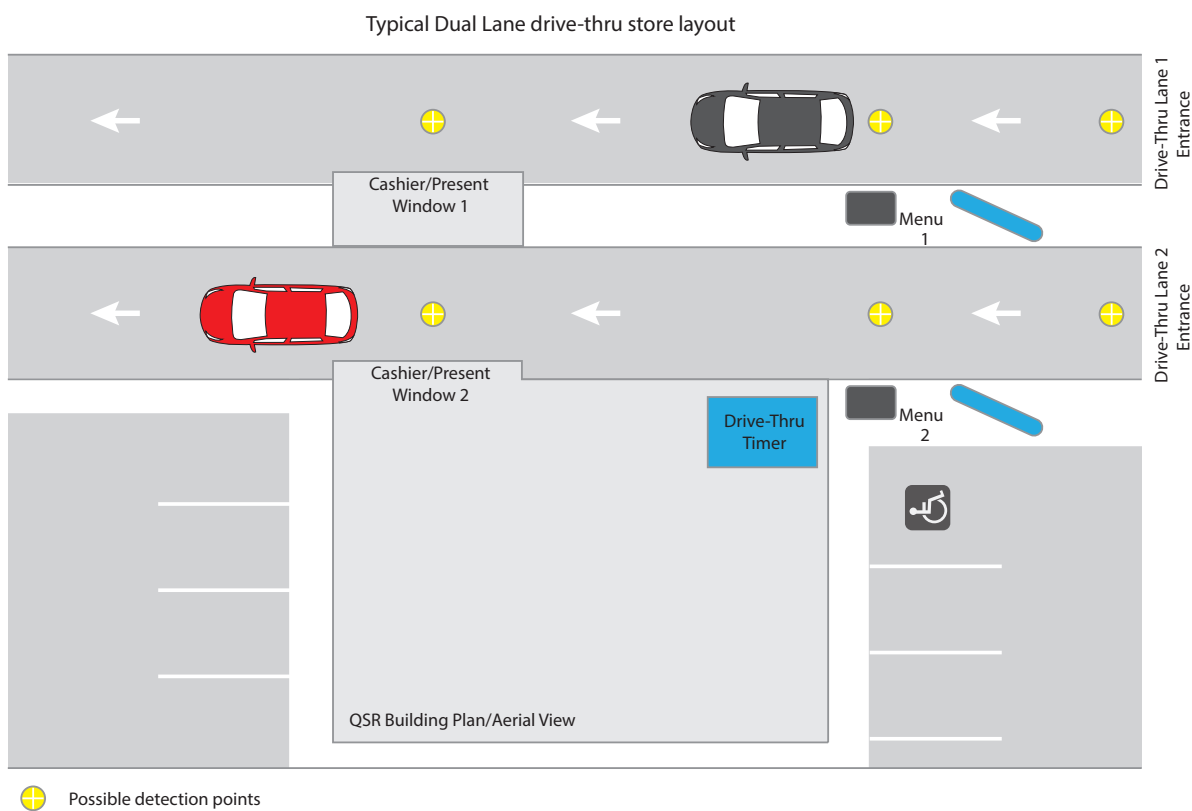 Typical Dual Lane drive-thru store layout
Drive-Thru Lane 1
Entrance
Cashier/Present
Window 1
Menu
1
Drive-Thru Lane 2
Entrance
Cashier/Present
Window 2
Drive-Thru
Timer
Menu
2
QSR Building Plan/Aerial View
Possible detection points